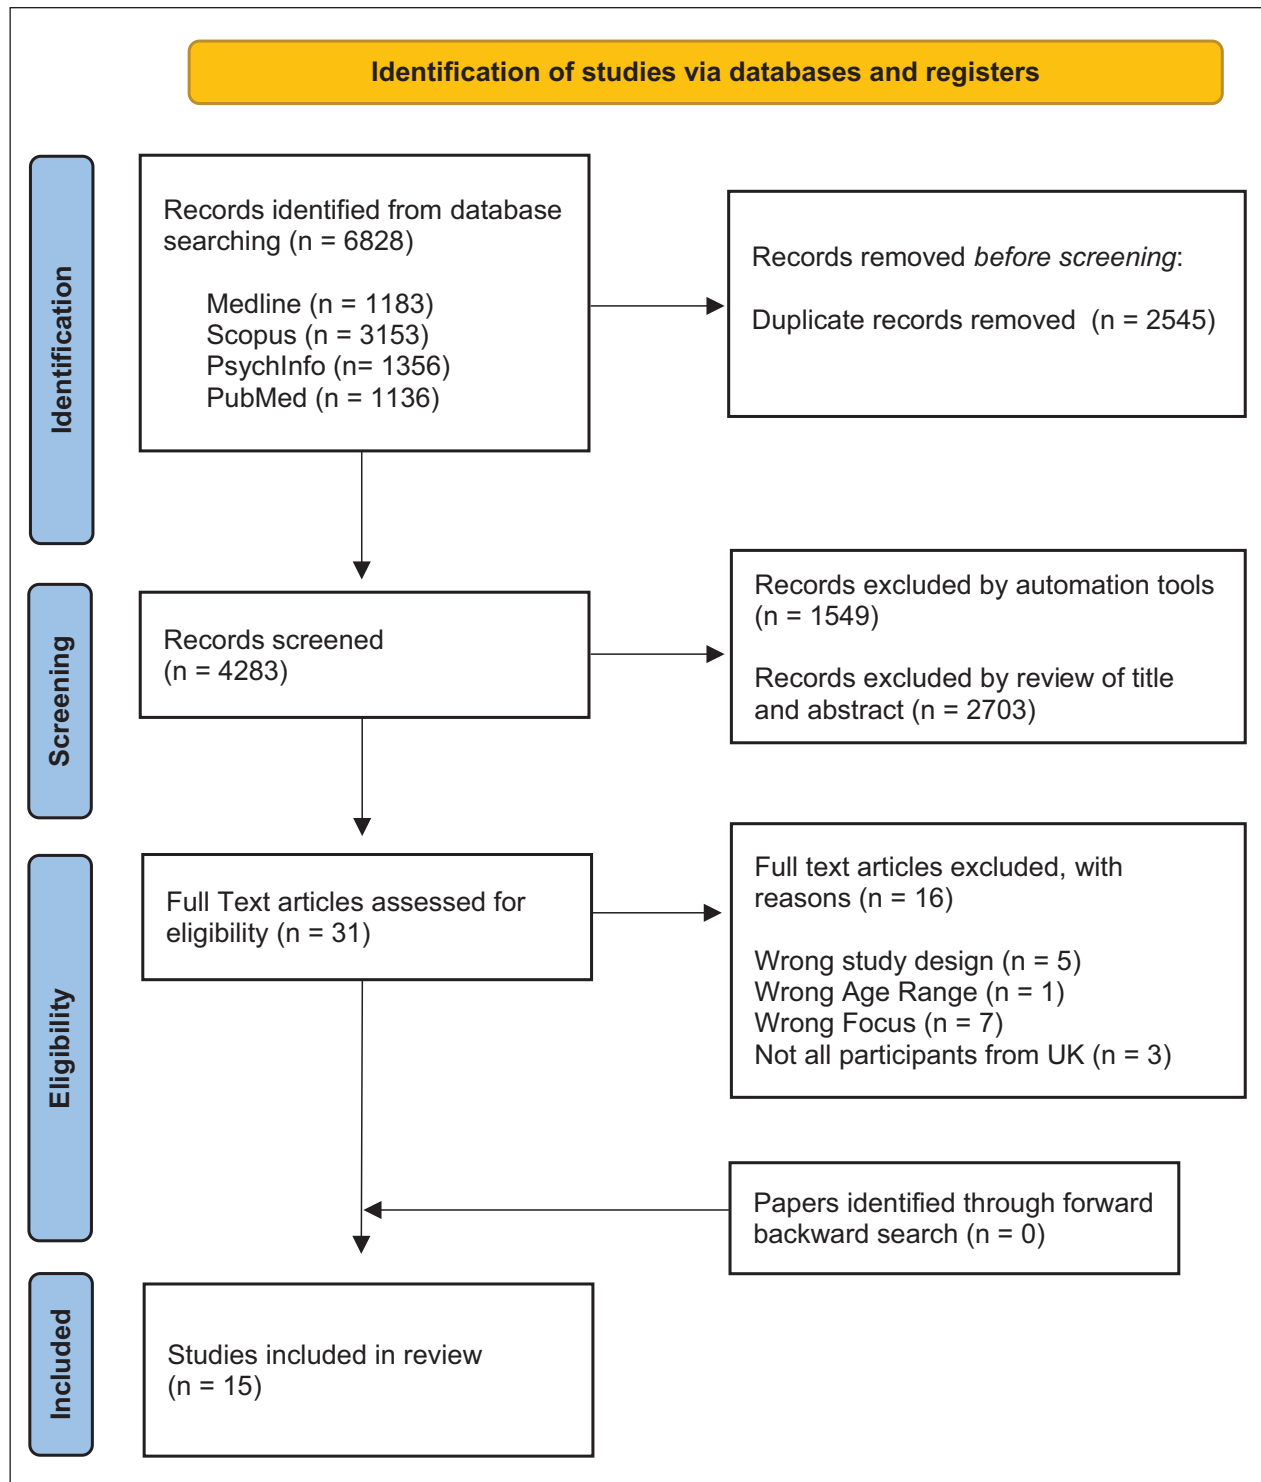 Identification of studies via databases and registers
Identification
Records identified from database
searching (n = 6828)
Medline (n = 1183)
Scopus (n = 3153)
PsychInfo (n= 1356)
PubMed (n = 1136)
Records removed before screening:
Duplicate records removed (n = 2545)
Screening
Records screened
(n = 4283)
Records excluded by automation tools
(n = 1549)
Records excluded by review of title
and abstract (n = 2703)
Eligibility
Full Text articles assessed for
eligibility (n = 31)
Full text articles excluded, with
reasons (n = 16)
Wrong study design (n = 5)
Wrong Age Range (n = 1)
Wrong Focus (n = 7)
Not all participants from UK (n = 3)
Papers identified through forward
backward search (n = 0)
Included
Studies included in review
(n = 15)